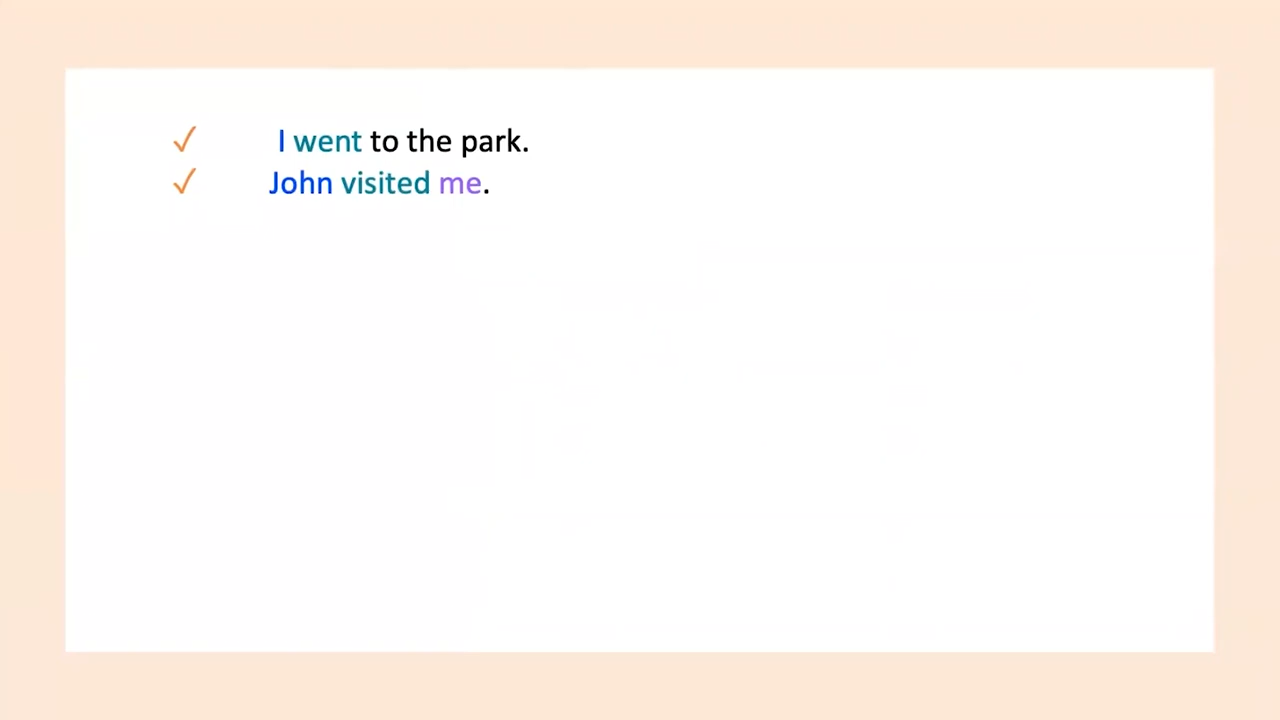 ✓ I went to the park.
✓ John visited me.